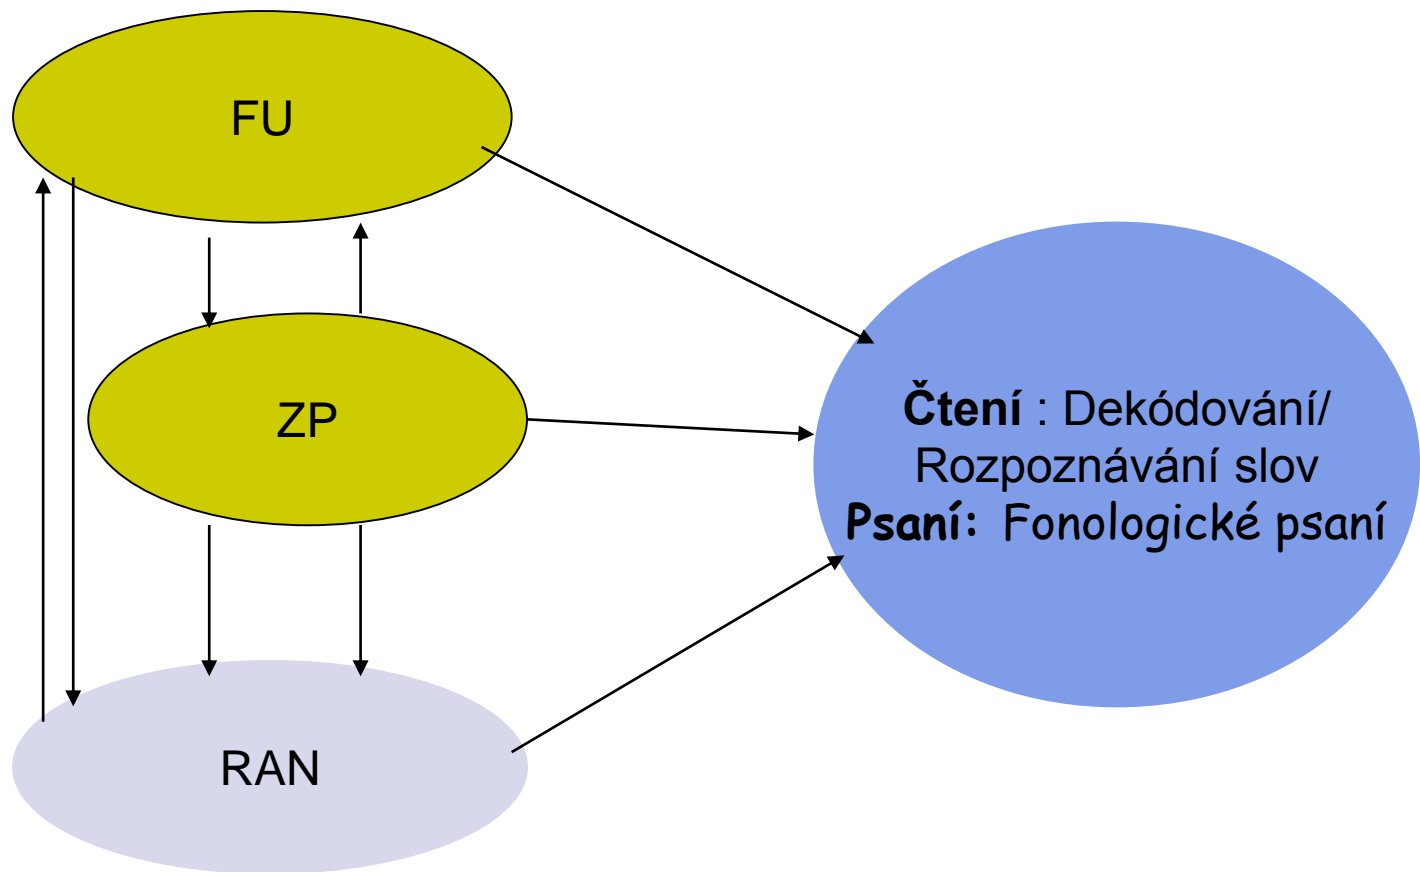 FU
ZP
RAN
Čtení : Dekódování/
Rozpoznávání slov
Psaní: Fonologické psaní